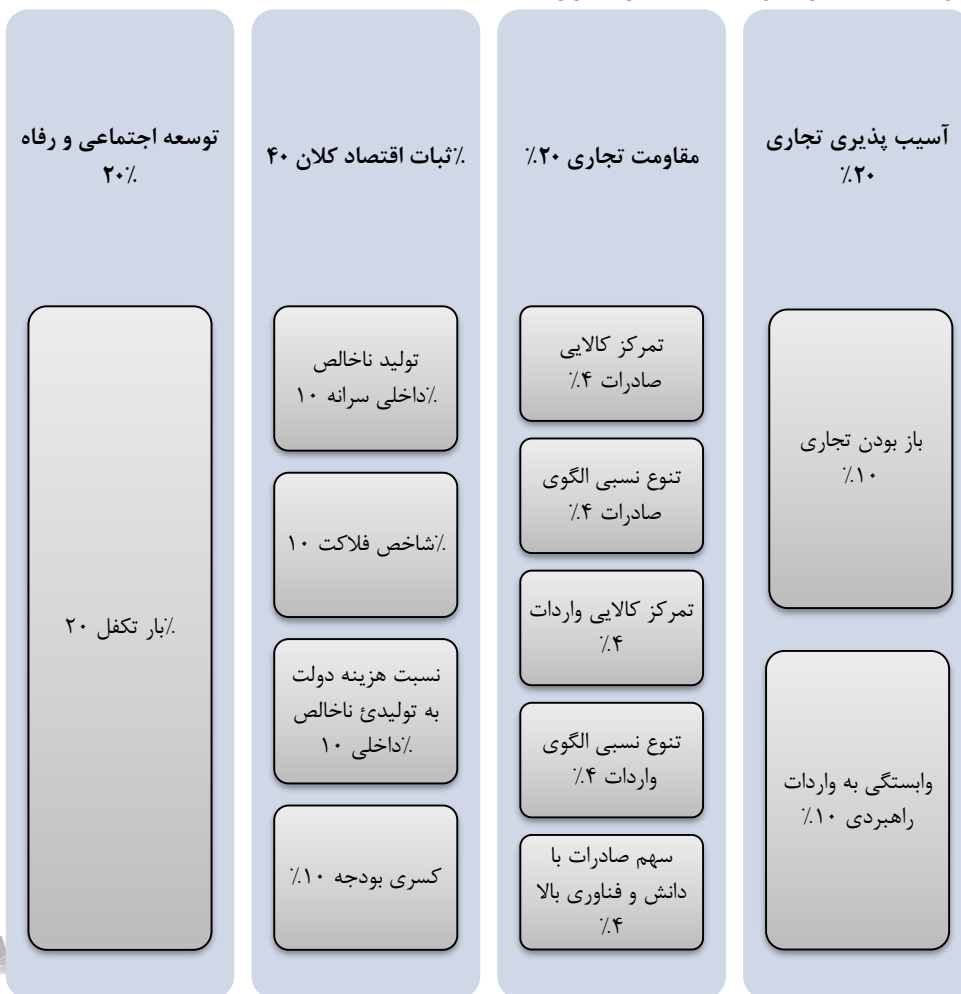 آسیب پذیری تجاری
۲۰٪
باز بودن تجاری
۱۰٪
وابستگی به واردات
راهبردی ۱۰٪
مقاومت تجاری ۲۰٪
تمرکز کالایی
صادرات ۴٪
تنوع نسبی الگوی
صادرات ۴٪
تمرکز کالایی واردات
۴٪
تنوع نسبی الگوی
واردات ۴٪
سهم صادرات با
دانش و فناوری بالا
۴٪
٪ثبات اقتصاد کلان ۴۰
تولید ناخالص
٪داخلی سرانه ۱۰
٪شاخص فلاکت ۱۰
نسبت هزینه دولت
به تولیدئ ناخالص
٪داخلی ۱۰
کسری بودجه ۱۰٪
توسعه اجتماعی و رفاه
۲۰٪
٪بار تکفل ۲۰